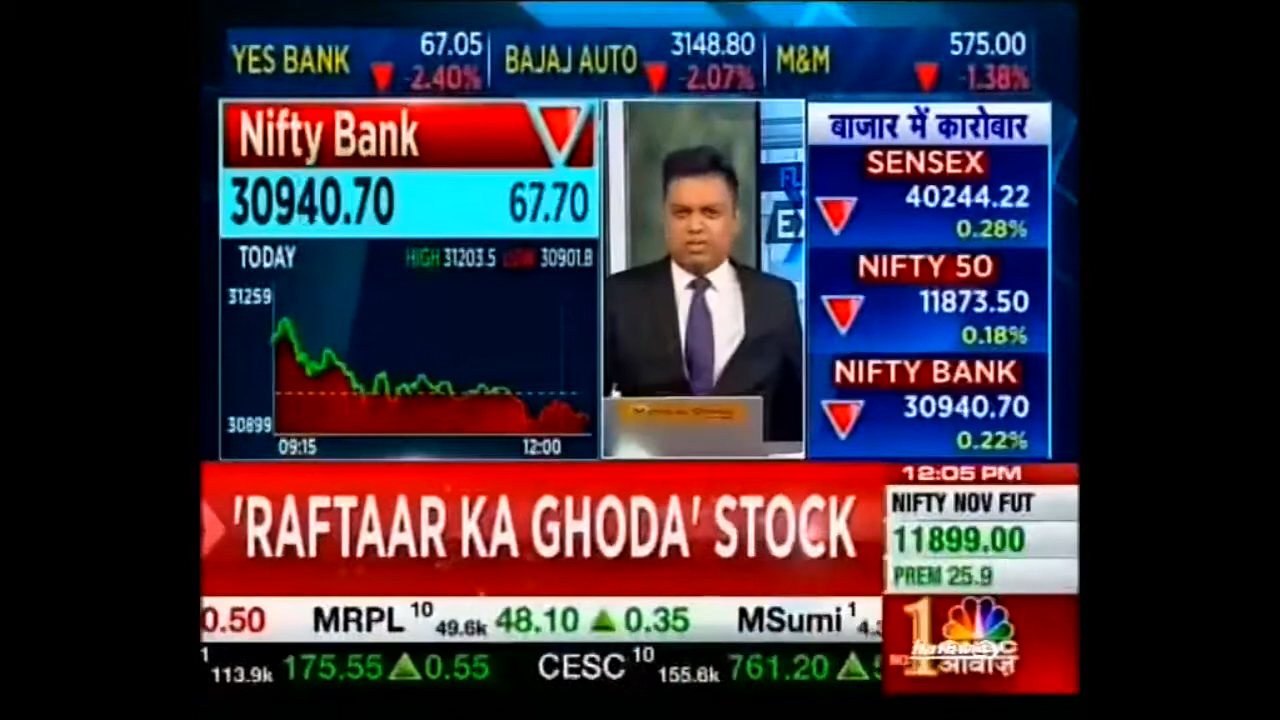 YES BANK 67.05 -2.40%
BAJAJ AUTO 3148.80 -2.07%
M&M 575.00 -1.38%
Nifty Bank
30940.70 67.70
TODAY HIGH 31203.5 LOW 30901.8
31259
30899
09:15 12:00
बाजार में कारोबार
SENSEX
40244.22
0.28%
NIFTY 50
11873.50
0.18%
NIFTY BANK
30940.70
0.22%
'RAFTAAR KA GHODA' STOCK
12:05 PM
NIFTY NOV FUT
11899.00
PREM 25.9
0.50 MRPL 10 49.6k 48.10 0.35 MSumi 1
1 113.9k 175.55 0.55 CESC 10 155.6k 761.20
आवाज़